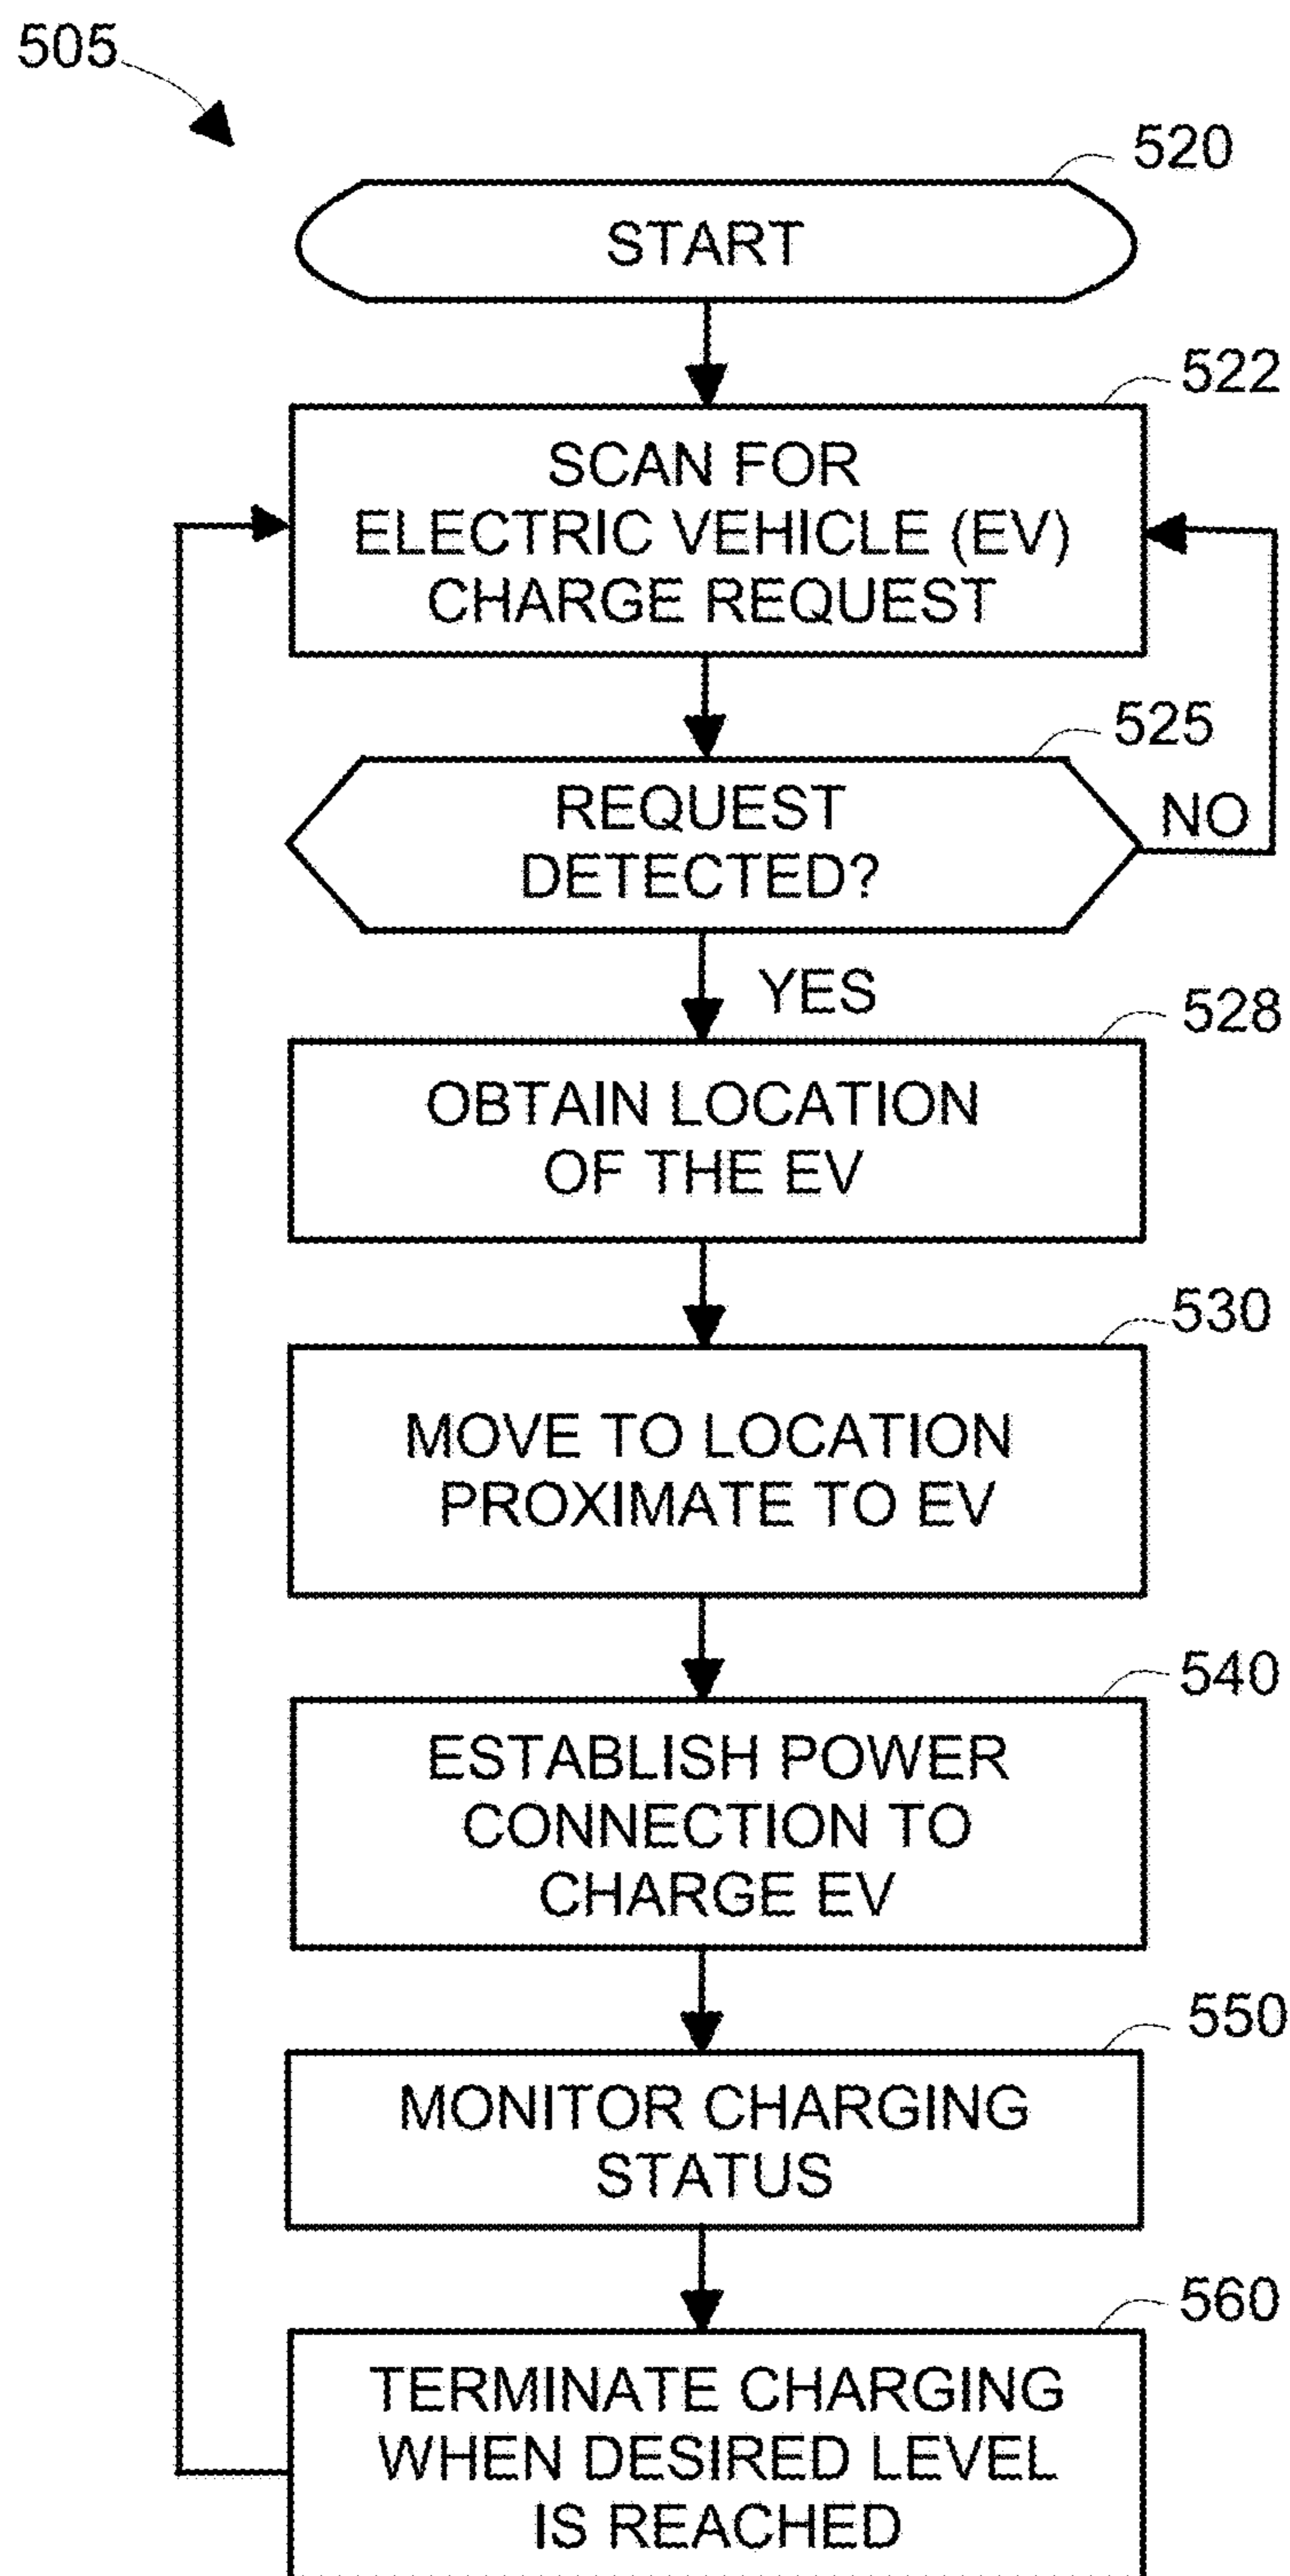 505
520
START
522
SCAN FOR
ELECTRIC VEHICLE (EV)
CHARGE REQUEST
525
REQUEST
DETECTED?
NO
YES
528
OBTAIN LOCATION
OF THE EV
530
MOVE TO LOCATION
PROXIMATE TO EV
540
ESTABLISH POWER
CONNECTION TO
CHARGE EV
550
MONITOR CHARGING
STATUS
560
TERMINATE CHARGING
WHEN DESIRED LEVEL
IS REACHED